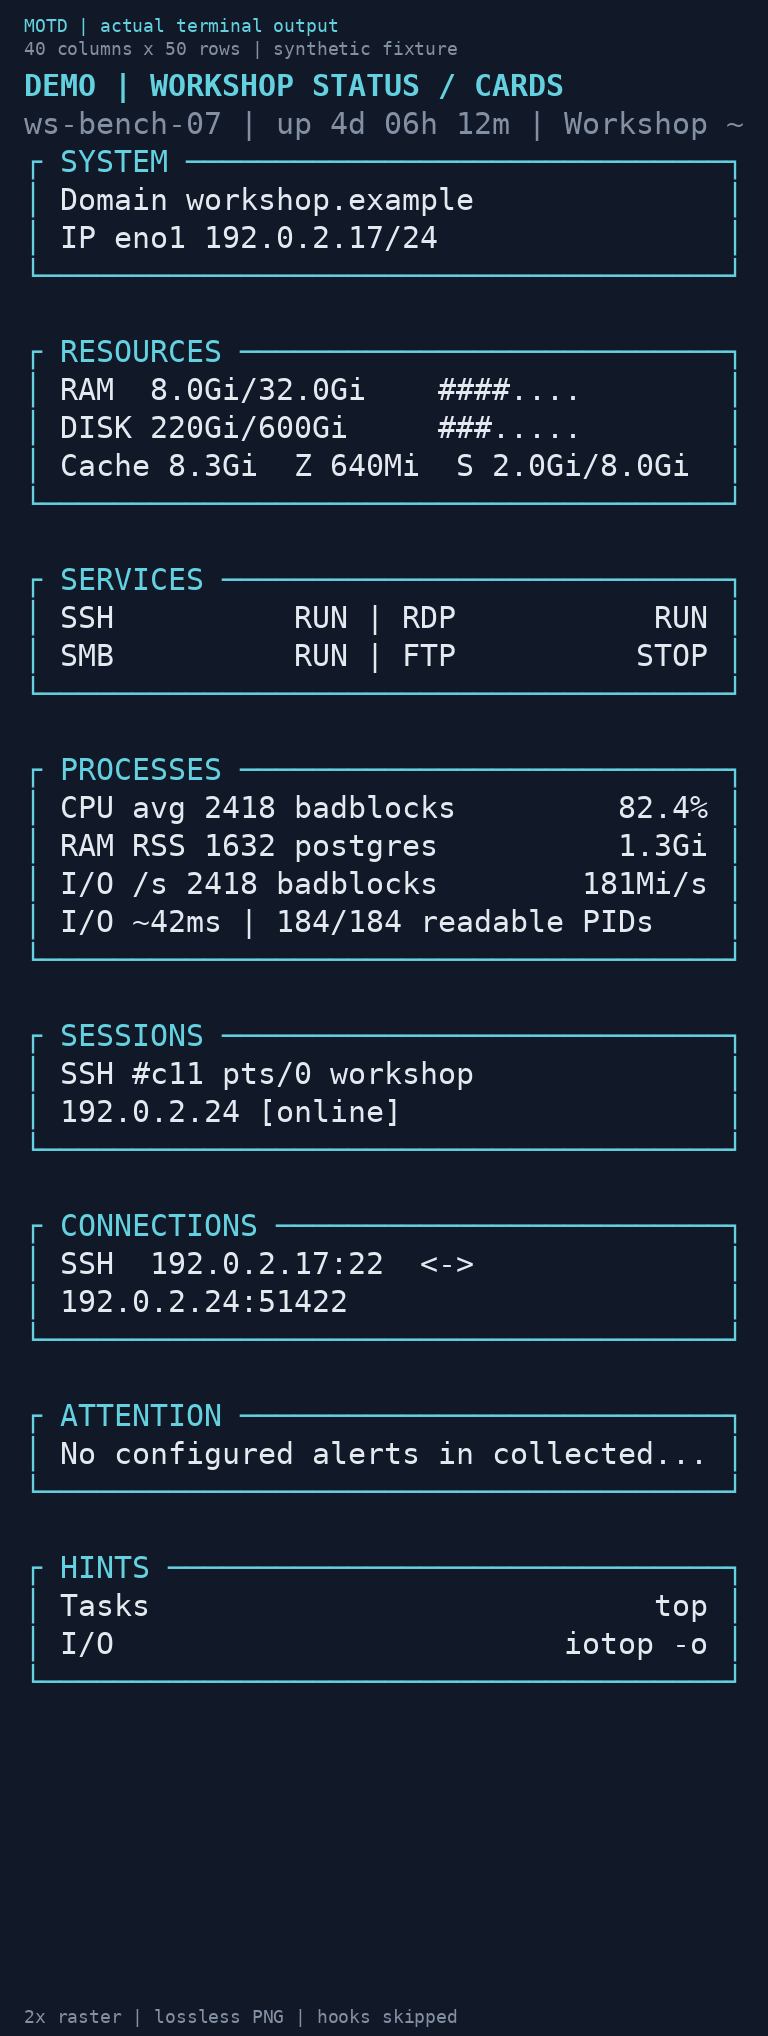 MOTD | actual terminal output
40 columns x 50 rows | synthetic fixture
DEMO | WORKSHOP STATUS / CARDS
ws-bench-07 | up 4d 06h 12m | Workshop ~
SYSTEM
Domain workshop.example
IP eno1 192.0.2.17/24
RESOURCES
RAM  8.0Gi/32.0Gi    ####....
DISK 220Gi/600Gi     ###.....
Cache 8.3Gi  Z 640Mi  S 2.0Gi/8.0Gi
SERVICES
SSH          RUN | RDP           RUN
SMB          RUN | FTP          STOP
PROCESSES
CPU avg 2418 badblocks         82.4%
RAM RSS 1632 postgres          1.3Gi
I/O /s 2418 badblocks        181Mi/s
I/O ~42ms | 184/184 readable PIDs
SESSIONS
SSH #c11 pts/0 workshop
192.0.2.24 [online]
CONNECTIONS
SSH  192.0.2.17:22  <->
192.0.2.24:51422
ATTENTION
No configured alerts in collected...
HINTS
Tasks                            top
I/O                         iotop -o
2x raster | lossless PNG | hooks skipped